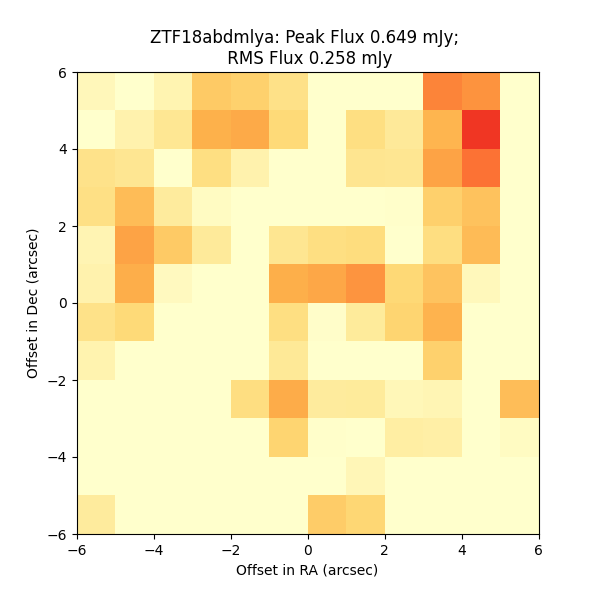 ZTF18abdmlya: Peak Flux 0.649 mJy;
RMS Flux 0.258 mJy
6
4
2
0
−2
−4
−6
Offset in Dec (arcsec)
−6 −4 −2 0 2 4 6
Offset in RA (arcsec)